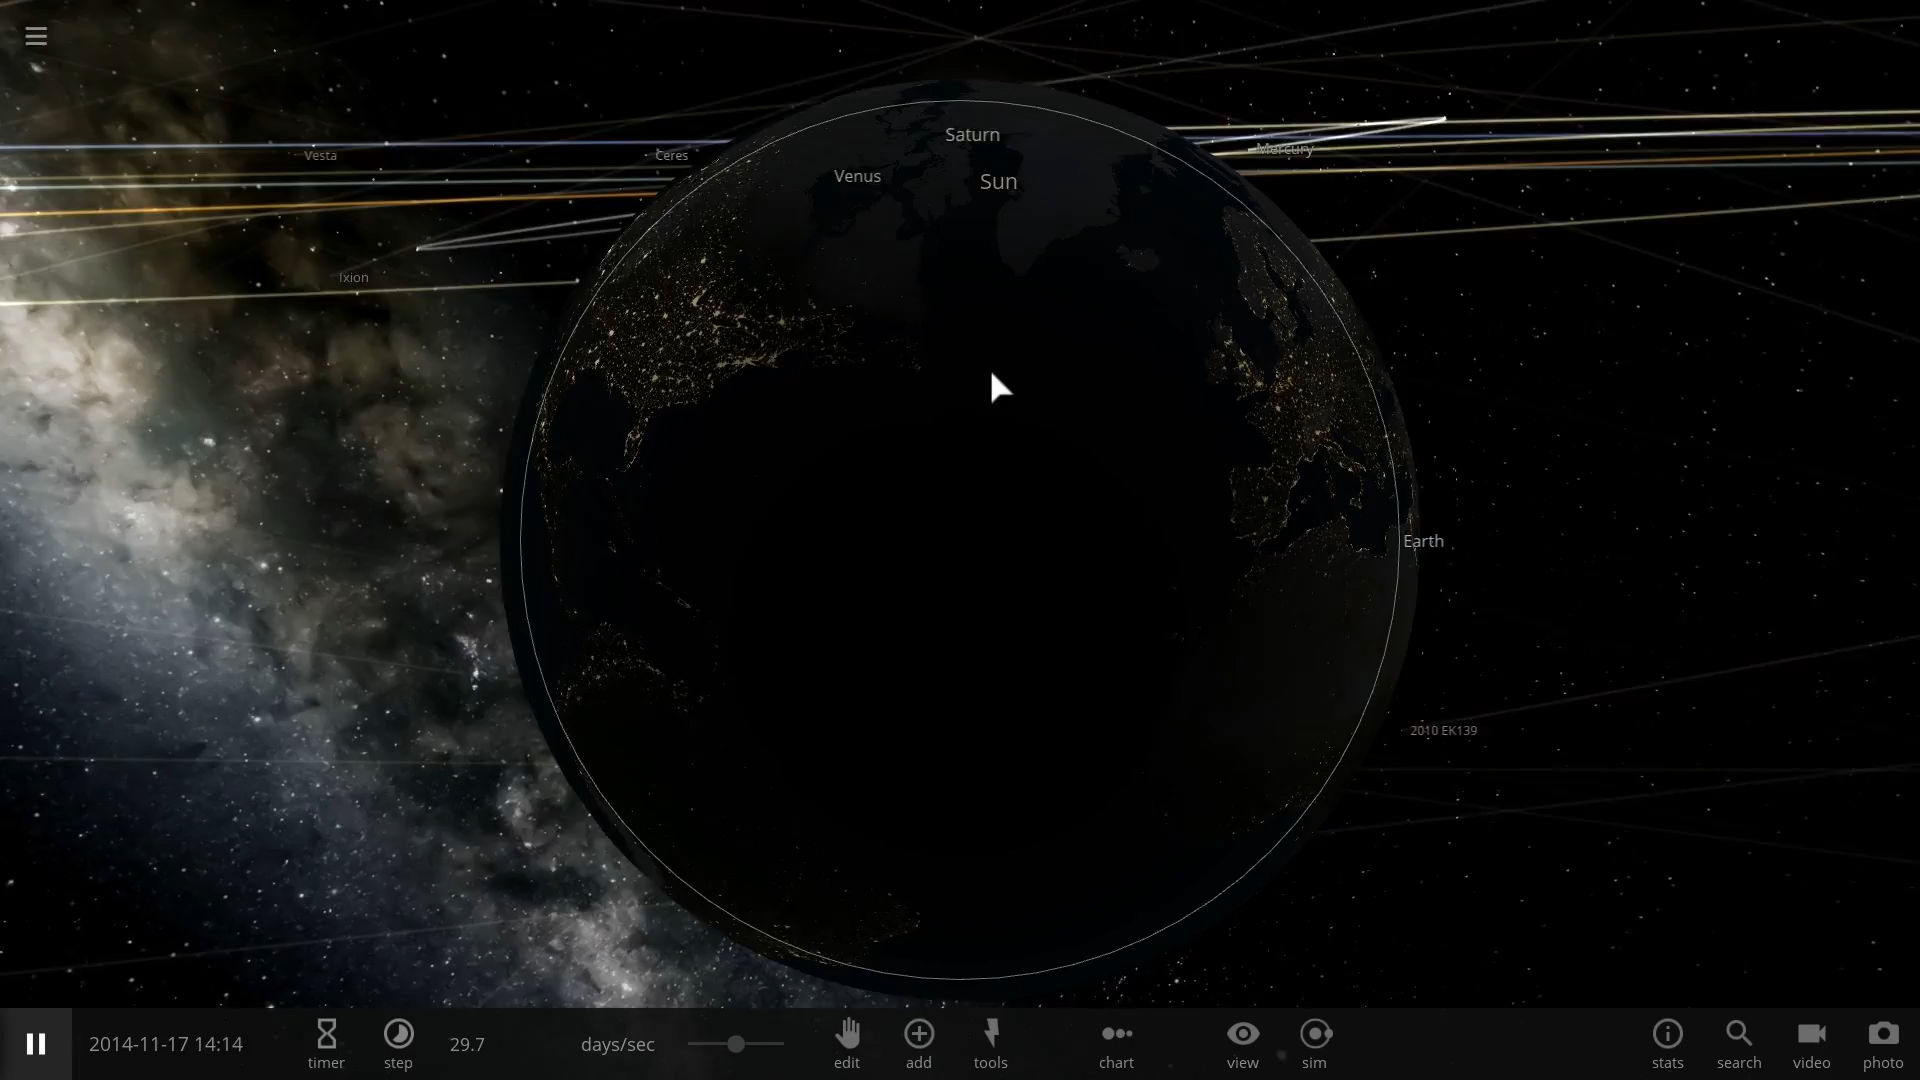 Saturn
Vesta
Ceres
Mercury
Venus
Sun
Ixion
Earth
2010 EK139
2014-11-17 14:14
timer
step
29.7
days/sec
edit
add
tools
chart
view
sim
stats
search
video
photo